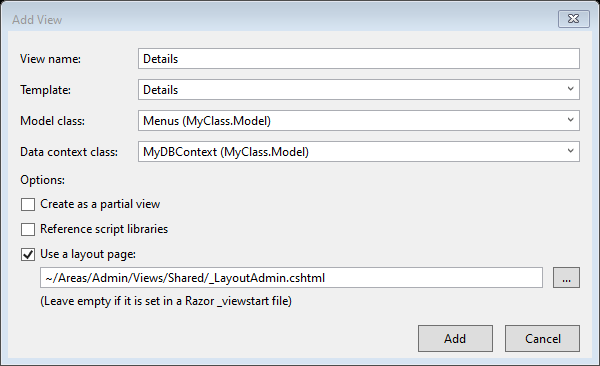 Add View
View name: Details
Template: Details
Model class: Menus (MyClass.Model)
Data context class: MyDBContext (MyClass.Model)
Options:
Create as a partial view
Reference script libraries
Use a layout page:
~/Areas/Admin/Views/Shared/_LayoutAdmin.cshtml ...
(Leave empty if it is set in a Razor _viewstart file)
Add Cancel